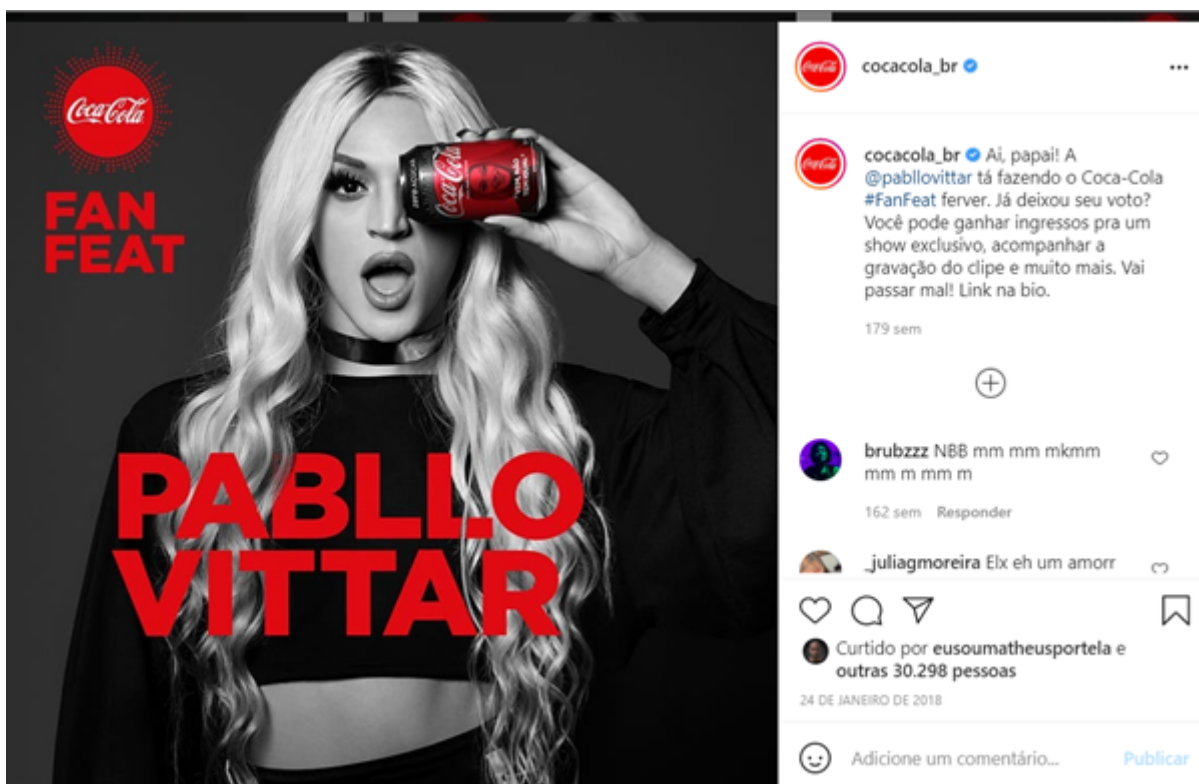 Coca-Cola
FAN
FEAT
Coca-Cola
PABLLO
VITTAR
cocacola_br
cocacola_br Ai, papai! A
@pabllovittar tá fazendo o Coca-Cola
#FanFeat ferver. Já deixou seu voto?
Você pode ganhar ingressos pra um
show exclusivo, acompanhar a
gravação do clipe e muito mais. Vai
passar mal! Link na bio.
179 sem
brubzzz NBB mm mm mkmm
mm m mm m
162 sem Responder
_juliagmoreira Elx eh um amorr
Curtido por eusoumatheusportela e
outras 30.298 pessoas
24 DE JANEIRO DE 2018
Adicione um comentário... Publicar